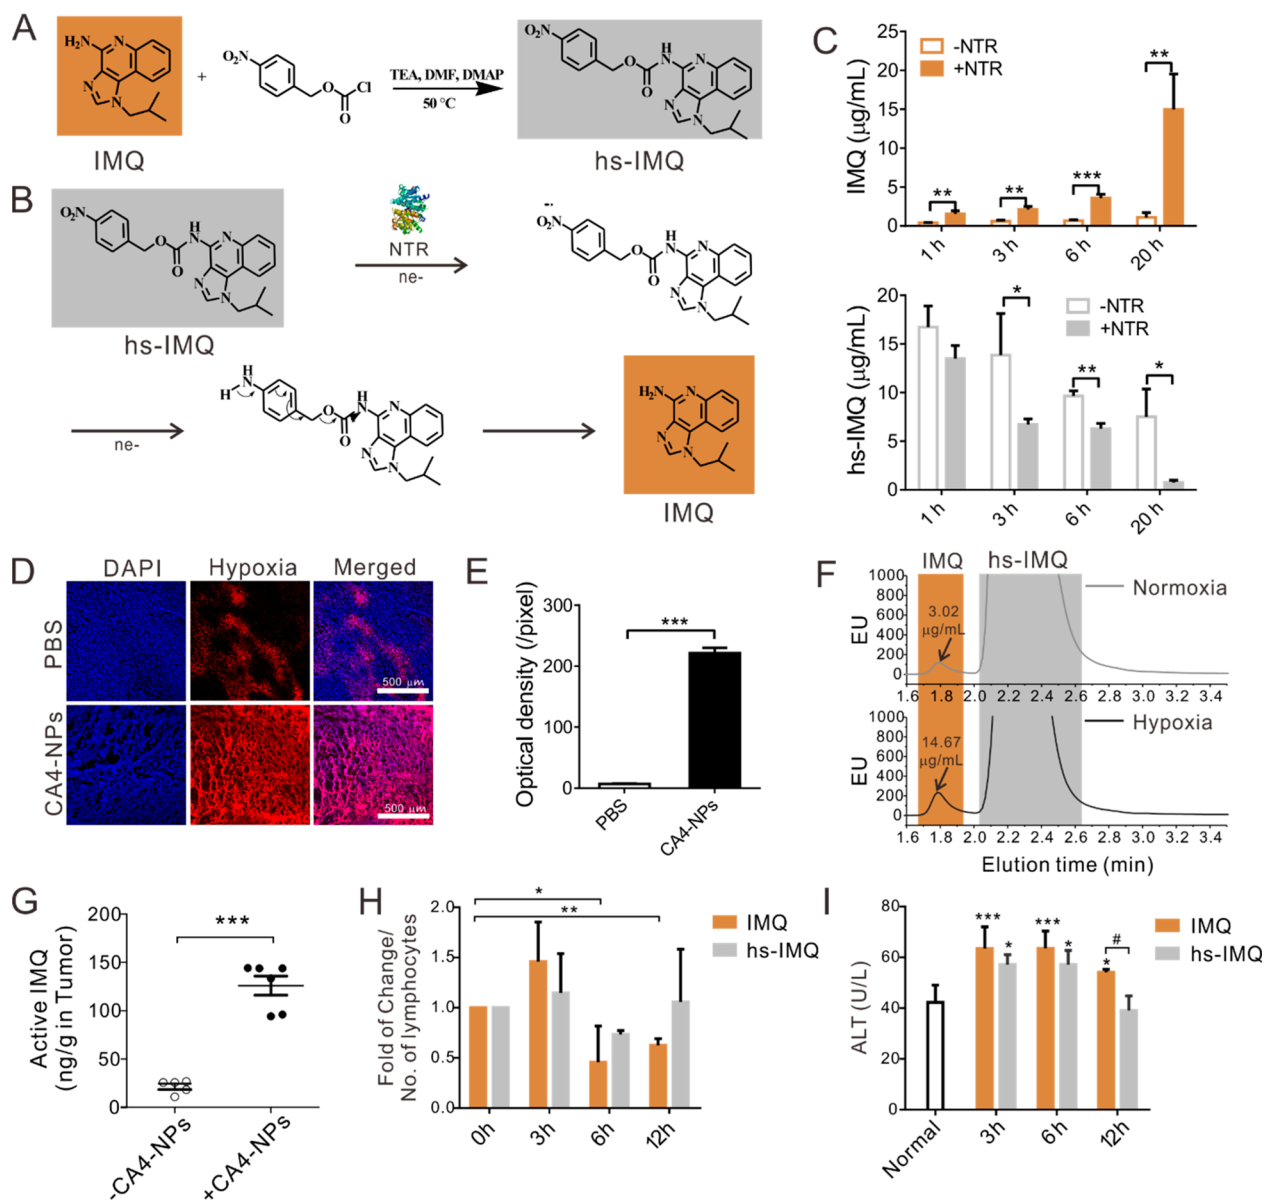 A
H₂N
N
N
N
IMQ
+
O₂N
O
Cl
O
TEA, DMF, DMAP
50 °C
O₂N
O
H
N
N
O
N
N
hs-IMQ
B
O₂N
O
H
N
N
O
N
N
hs-IMQ
NTR
ne-
O₂N
O
H
N
N
O
N
N
ne-
H
N
H
O
H
N
N
O
N
N
H₂N
N
N
N
IMQ
C
IMQ (μg/mL)
25
20
15
10
5
0
-NTR
+NTR
**
**
***
**
1 h
3 h
6 h
20 h
hs-IMQ (μg/mL)
20
15
10
5
0
-NTR
+NTR
*
**
*
1 h
3 h
6 h
20 h
D
DAPI
Hypoxia
Merged
PBS
500 μm
CA4-NPs
500 μm
E
Optical density (/pixel)
300
200
100
0
***
PBS
CA4-NPs
F
IMQ
hs-IMQ
EU
1000
800
600
400
200
0
3.02
μg/mL
Normoxia
1.6 1.8 2.0 2.2 2.4 2.6 2.8 3.0 3.2 3.4
EU
1000
800
600
400
200
0
14.67
μg/mL
Hypoxia
1.6 1.8 2.0 2.2 2.4 2.6 2.8 3.0 3.2 3.4
Elution time (min)
G
Active IMQ
(ng/g in Tumor)
200
150
100
50
0
***
-CA4-NPs
+CA4-NPs
H
Fold of Change/
No. of lymphocytes
2.0
1.5
1.0
0.5
0.0
*
**
IMQ
hs-IMQ
0h
3h
6h
12h
I
ALT (U/L)
80
60
40
20
0
***
*
***
*
*
#
IMQ
hs-IMQ
Normal
3h
6h
12h